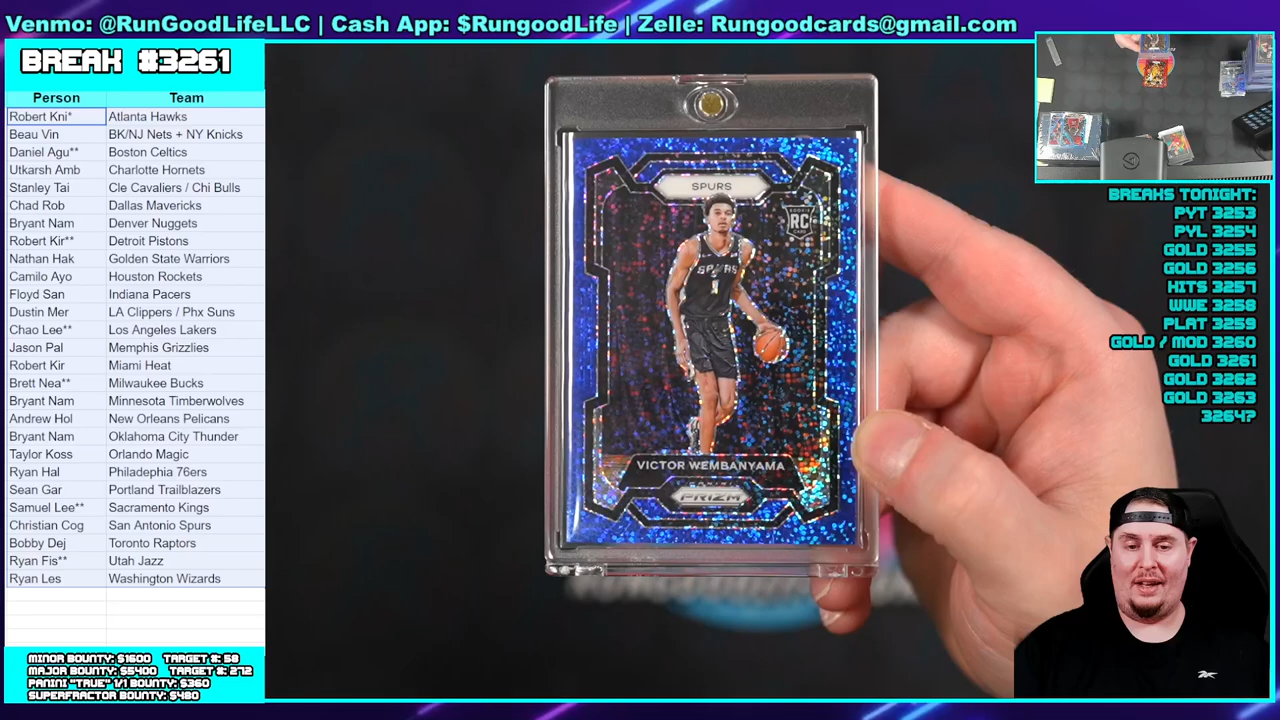 Venmo: @RunGoodLifeLLC | Cash App: $RungoodLife | Zelle: Rungoodcards@gmail.com
BREAK #3261
Person Team
Robert Kni* Atlanta Hawks
Beau Vin BK/NJ Nets + NY Knicks
Daniel Agu** Boston Celtics
Utkarsh Amb Charlotte Hornets
Stanley Tai Cle Cavaliers / Chi Bulls
Chad Rob Dallas Mavericks
Bryant Nam Denver Nuggets
Robert Kir** Detroit Pistons
Nathan Hak Golden State Warriors
Camilo Ayo Houston Rockets
Floyd San Indiana Pacers
Dustin Mer LA Clippers / Phx Suns
Chao Lee** Los Angeles Lakers
Jason Pal Memphis Grizzlies
Robert Kir Miami Heat
Brett Nea** Milwaukee Bucks
Bryant Nam Minnesota Timberwolves
Andrew Hol New Orleans Pelicans
Bryant Nam Oklahoma City Thunder
Taylor Koss Orlando Magic
Ryan Hal Philadephia 76ers
Sean Gar Portland Trailblazers
Samuel Lee** Sacramento Kings
Christian Cog San Antonio Spurs
Bobby Dej Toronto Raptors
Ryan Fis** Utah Jazz
Ryan Les Washington Wizards
MINOR BOUNTY: $1600 TARGET #: 58
MAJOR BOUNTY: $5400 TARGET #: 272
PANINI "TRUE" 1/1 BOUNTY: $360
SUPERFRACTOR BOUNTY: $480
SPURS
ROOKIE
RC
CARD
SPURS
1
VICTOR WEMBANYAMA
PANINI
PRIZM
BREAKS TONIGHT:
PYT 3253
PYL 3254
GOLD 3255
GOLD 3256
HITS 3257
WWE 3258
PLAT 3259
GOLD / MOD 3260
GOLD 3261
GOLD 3262
GOLD 3263
3264?